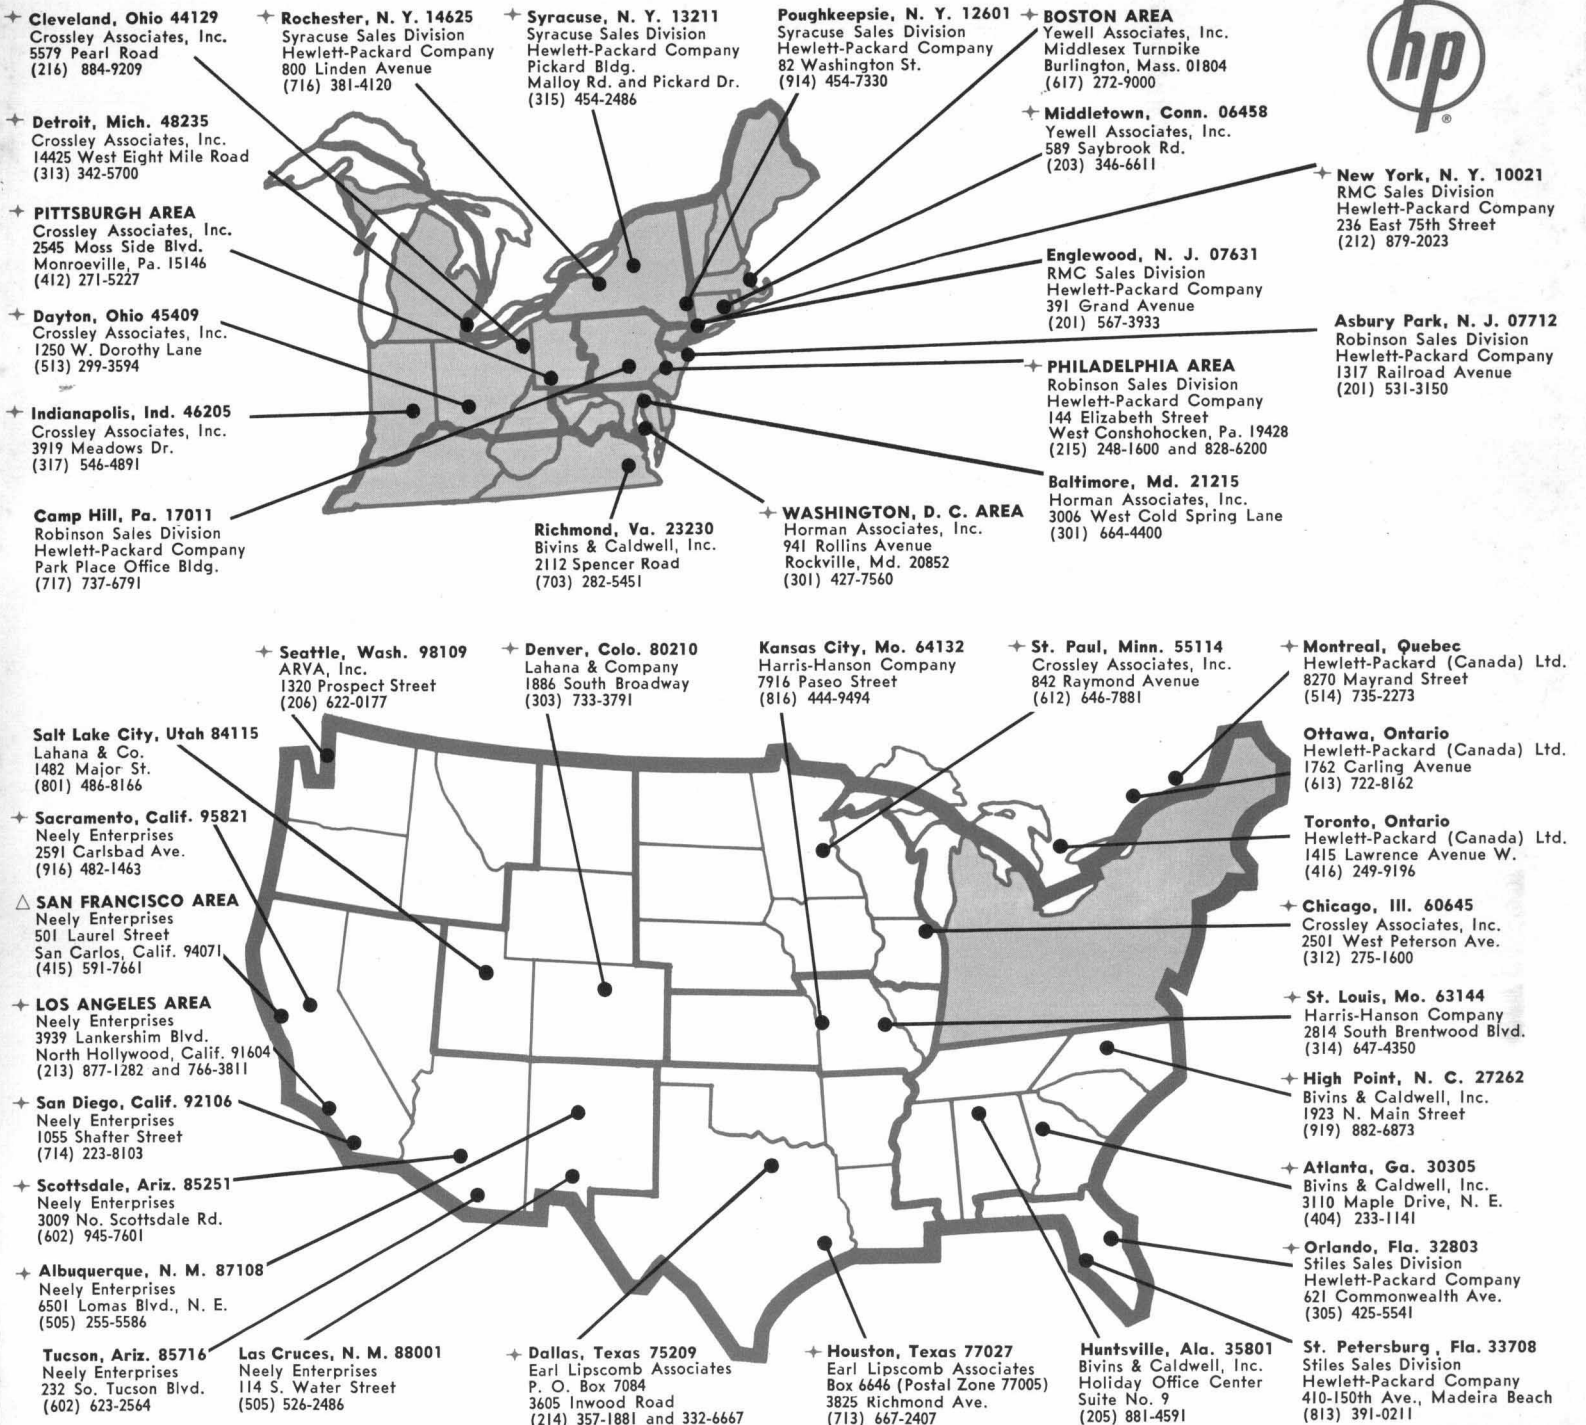 Cleveland, Ohio 44129
Crossley Associates, Inc.
5579 Pearl Road
(216) 884-9209
Rochester, N. Y. 14625
Syracuse Sales Division
Hewlett-Packard Company
800 Linden Avenue
(716) 381-4120
Syracuse, N. Y. 13211
Syracuse Sales Division
Hewlett-Packard Company
Pickard Bldg.
Malloy Rd. and Pickard Dr.
(315) 454-2486
Poughkeepsie, N. Y. 12601
Syracuse Sales Division
Hewlett-Packard Company
82 Washington St.
(914) 454-7330
BOSTON AREA
Yewell Associates, Inc.
Middlesex Turnpike
Burlington, Mass. 01804
(617) 272-9000
hp
®
Detroit, Mich. 48235
Crossley Associates, Inc.
14425 West Eight Mile Road
(313) 342-5700
Middletown, Conn. 06458
Yewell Associates, Inc.
589 Saybrook Rd.
(203) 346-6611
New York, N. Y. 10021
RMC Sales Division
Hewlett-Packard Company
236 East 75th Street
(212) 879-2023
PITTSBURGH AREA
Crossley Associates, Inc.
2545 Moss Side Blvd.
Monroeville, Pa. 15146
(412) 271-5227
Englewood, N. J. 07631
RMC Sales Division
Hewlett-Packard Company
391 Grand Avenue
(201) 567-3933
Dayton, Ohio 45409
Crossley Associates, Inc.
1250 W. Dorothy Lane
(513) 299-3594
Asbury Park, N. J. 07712
Robinson Sales Division
Hewlett-Packard Company
1317 Railroad Avenue
(201) 531-3150
PHILADELPHIA AREA
Robinson Sales Division
Hewlett-Packard Company
144 Elizabeth Street
West Conshohocken, Pa. 19428
(215) 248-1600 and 828-6200
Indianapolis, Ind. 46205
Crossley Associates, Inc.
3919 Meadows Dr.
(317) 546-4891
Baltimore, Md. 21215
Horman Associates, Inc.
3006 West Cold Spring Lane
(301) 664-4400
Camp Hill, Pa. 17011
Robinson Sales Division
Hewlett-Packard Company
Park Place Office Bldg.
(717) 737-6791
Richmond, Va. 23230
Bivins & Caldwell, Inc.
2112 Spencer Road
(703) 282-5451
WASHINGTON, D. C. AREA
Horman Associates, Inc.
941 Rollins Avenue
Rockville, Md. 20852
(301) 427-7560
Seattle, Wash. 98109
ARVA, Inc.
1320 Prospect Street
(206) 622-0177
Denver, Colo. 80210
Lahana & Company
1886 South Broadway
(303) 733-3791
Kansas City, Mo. 64132
Harris-Hanson Company
7916 Paseo Street
(816) 444-9494
St. Paul, Minn. 55114
Crossley Associates, Inc.
842 Raymond Avenue
(612) 646-7881
Montreal, Quebec
Hewlett-Packard (Canada) Ltd.
8270 Mayrand Street
(514) 735-2273
Salt Lake City, Utah 84115
Lahana & Co.
1482 Major St.
(801) 486-8166
Ottawa, Ontario
Hewlett-Packard (Canada) Ltd.
1762 Carling Avenue
(613) 722-8162
Sacramento, Calif. 95821
Neely Enterprises
2591 Carlsbad Ave.
(916) 482-1463
Toronto, Ontario
Hewlett-Packard (Canada) Ltd.
1415 Lawrence Avenue W.
(416) 249-9196
SAN FRANCISCO AREA
Neely Enterprises
501 Laurel Street
San Carlos, Calif. 94071
(415) 591-7661
Chicago, Ill. 60645
Crossley Associates, Inc.
2501 West Peterson Ave.
(312) 275-1600
LOS ANGELES AREA
Neely Enterprises
3939 Lankershim Blvd.
North Hollywood, Calif. 91604
(213) 877-1282 and 766-3811
St. Louis, Mo. 63144
Harris-Hanson Company
2814 South Brentwood Blvd.
(314) 647-4350
San Diego, Calif. 92106
Neely Enterprises
1055 Shafter Street
(714) 223-8103
High Point, N. C. 27262
Bivins & Caldwell, Inc.
1923 N. Main Street
(919) 882-6873
Scottsdale, Ariz. 85251
Neely Enterprises
3009 No. Scottsdale Rd.
(602) 945-7601
Atlanta, Ga. 30305
Bivins & Caldwell, Inc.
3110 Maple Drive, N. E.
(404) 233-1141
Albuquerque, N. M. 87108
Neely Enterprises
6501 Lomas Blvd., N. E.
(505) 255-5586
Orlando, Fla. 32803
Stiles Sales Division
Hewlett-Packard Company
621 Commonwealth Ave.
(305) 425-5541
Tucson, Ariz. 85716
Neely Enterprises
232 So. Tucson Blvd.
(602) 623-2564
Las Cruces, N. M. 88001
Neely Enterprises
114 S. Water Street
(505) 526-2486
Dallas, Texas 75209
Earl Lipscomb Associates
P. O. Box 7084
3605 Inwood Road
(214) 357-1881 and 332-6667
Houston, Texas 77027
Earl Lipscomb Associates
Box 6646 (Postal Zone 77005)
3825 Richmond Ave.
(713) 667-2407
Huntsville, Ala. 35801
Bivins & Caldwell, Inc.
Holiday Office Center
Suite No. 9
(205) 881-4591
St. Petersburg, Fla. 33708
Stiles Sales Division
Hewlett-Packard Company
410-150th Ave., Madeira Beach
(813) 391-0211